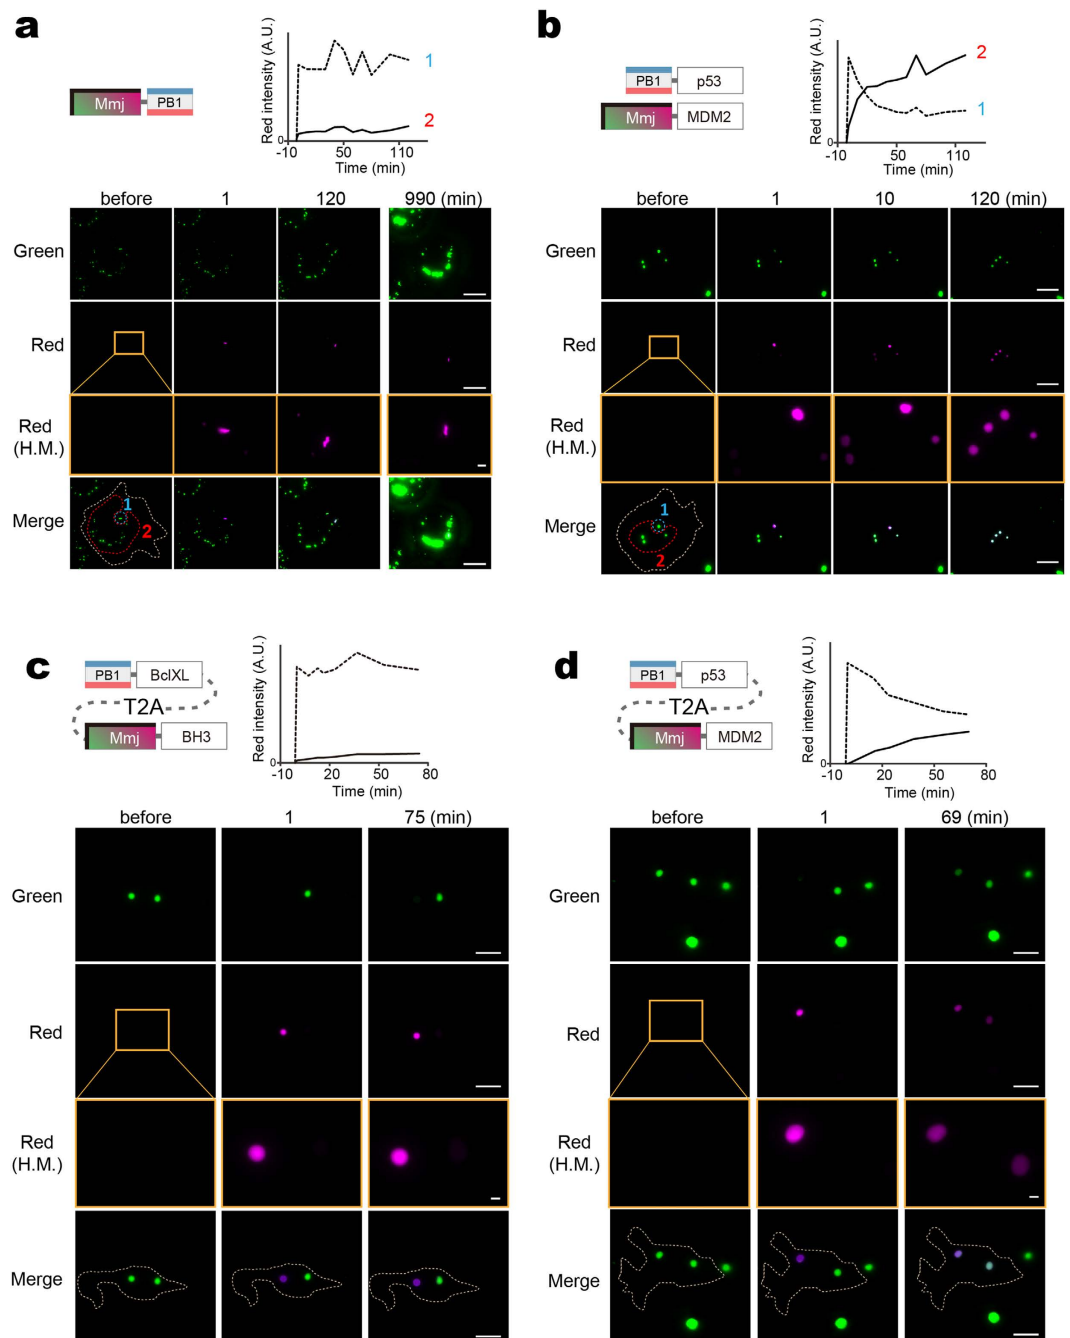 a
Mmj
PB1
Red intensity (A.U.)
1
2
0
-10 50 110
Time (min)
before 1 120 990 (min)
Green
Red
Red
(H.M.)
Merge
1
2
b
PB1 p53
Mmj MDM2
Red intensity (A.U.)
2
1
0
-10 50 110
Time (min)
before 1 10 120 (min)
Green
Red
Red
(H.M.)
Merge
1
2
c
PB1 BclXL
T2A
Mmj BH3
Red intensity (A.U.)
0
-10 20 50 80
Time (min)
before 1 75 (min)
Green
Red
Red
(H.M.)
Merge
d
PB1 p53
T2A
Mmj MDM2
Red intensity (A.U.)
0
-10 20 50 80
Time (min)
before 1 69 (min)
Green
Red
Red
(H.M.)
Merge